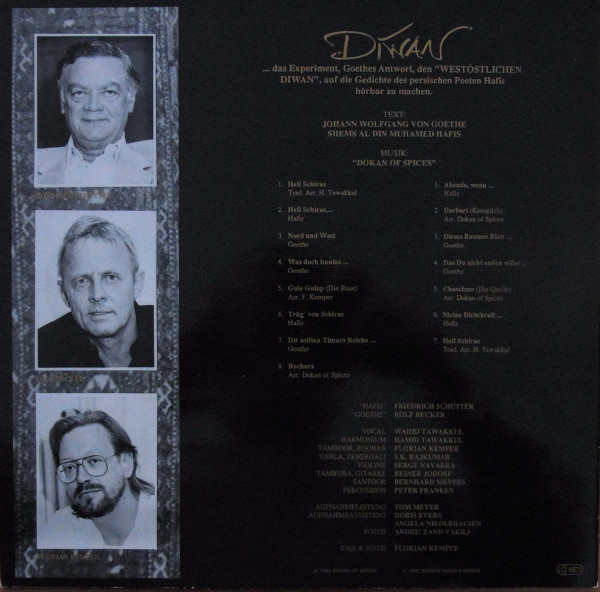 DIWAN
... das Experiment, Goethes Antwort, den "WESTÖSTLICHEN
DIWAN", auf die Gedichte des persischen Poeten Hafis
hörbar zu machen.
TEXT:
JOHANN WOLFGANG VON GOETHE
SHEMS AL DIN MUHAMED HAFIS
MUSIK:
"DOKAN OF SPICES"
1. Heil Schiras
Trad. Arr. H. Tawakkul
2. Heil Schiras,...
Hafis
3. Nord und West
Goethe
4. Was doch buntes ...
Goethe
5. Gule Gulap (Die Rose)
Arr. F. Kemper
6. Trüg' von Schiras
Hafis
7. Dir sollten Timurs Reiche ...
Goethe
8. Buchara
Arr. Dokan of Spices
1. Abends, wenn ...
Hafis
2. Darbari (Königlich)
Arr. Dokan of Spices
3. Dieses Baumes Blatt ...
Goethe
4. Das Du nicht enden willst ...
Goethe
5. Chaschme (Die Quelle)
Arr. Dokan of Spices
6. Meine Dichtkraft ...
Hafis
7. Heil Schiras
Trad. Arr. H. Tawakkul
"HAFIS" FRIEDRICH SCHÜTTER
"GOETHE" ROLF BECKER
VOCAL WAHID TAWAKKUL
HARMONIUM HAMID TAWAKKUL
TAMBOOR, ROOBAB FLORIAN KEMPER
TABLA, ZERBERGALI S.K. RAJKUMAR
VIOLINE SERGE NAVARRA
TAMBURA, GITARRE REINER JODORF
SANTOOR BERNHARD SIEVERS
PERCUSSION PETER FRANKEN
AUFNAHMELEITUNG TOM MEYER
AUFNAHMEASSISTENZ DORIS EVERS
ANGELA NIEDERHAUSEN
FOTOS ANDRE' ZAND-VAKILI
IDEE & REGIE FLORIAN KEMPER
FLORIAN KEMPER